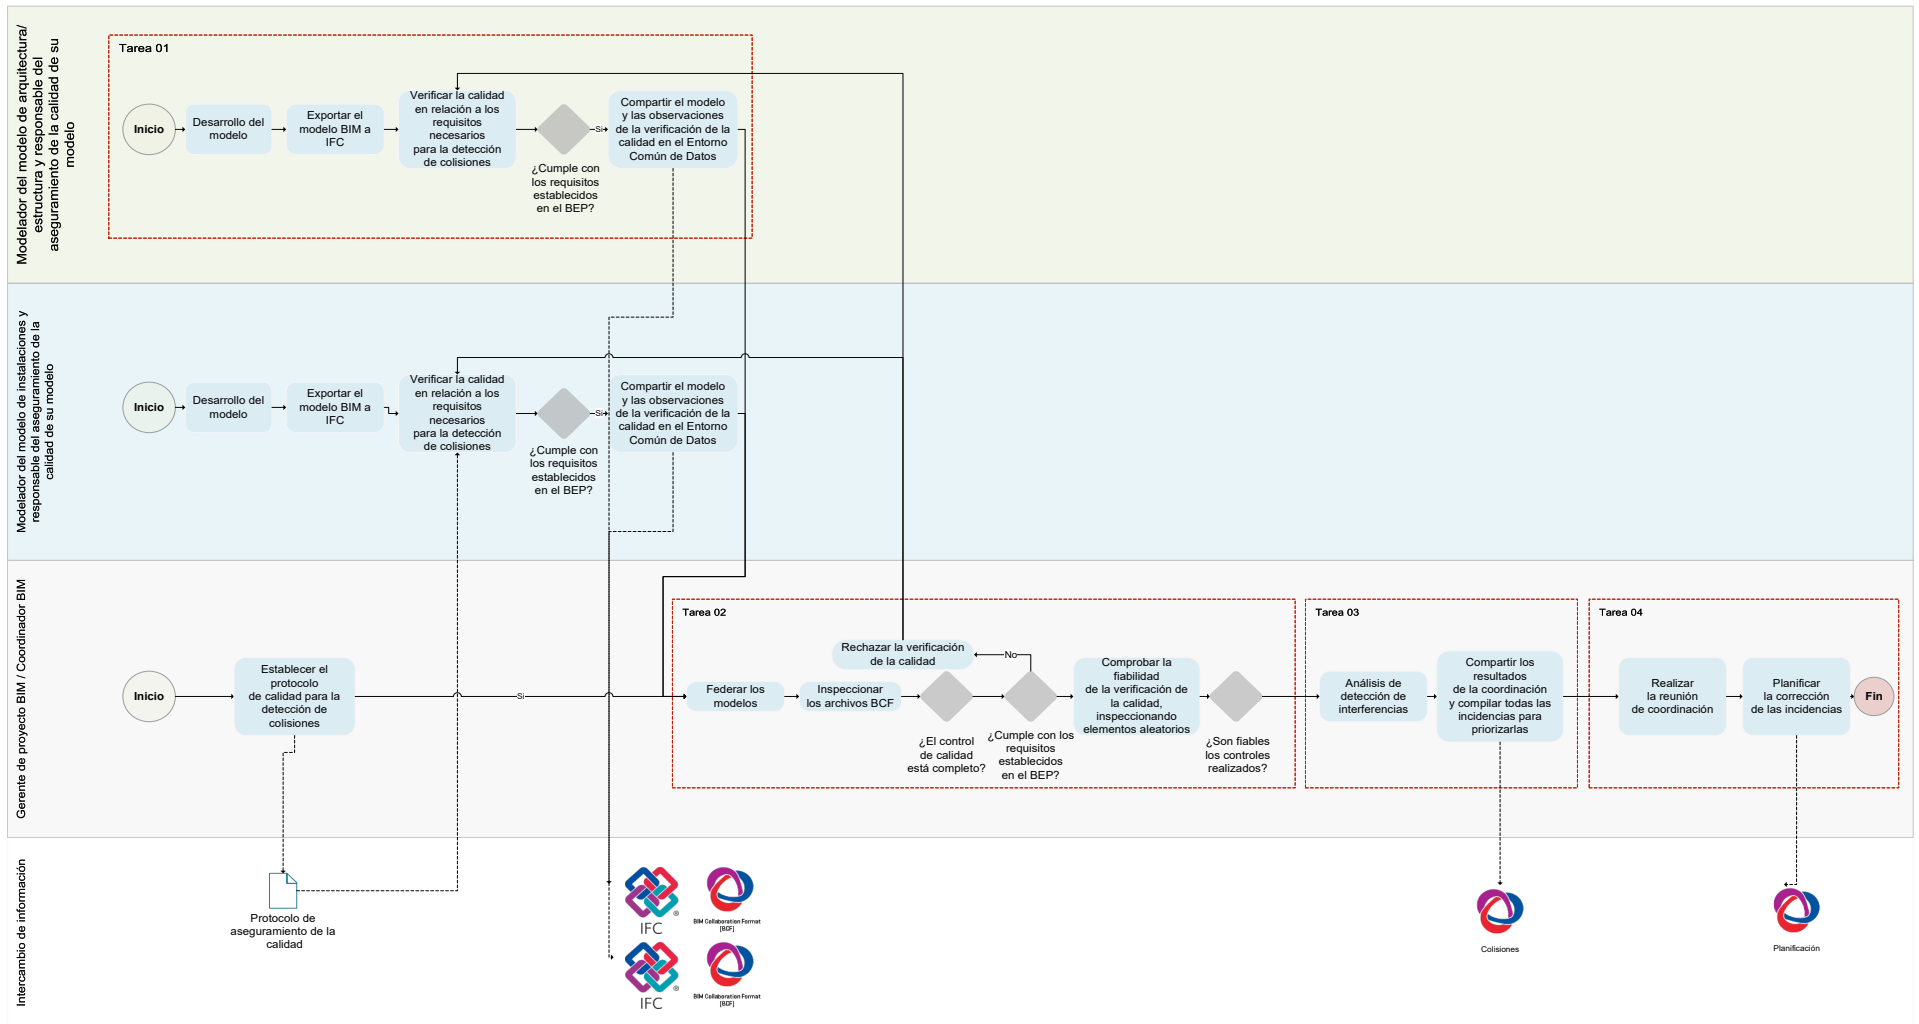 Modelador del modelo de arquitectura/
estructura y responsable del
aseguramiento de la calidad de su
modelo
Tarea 01
Inicio
Desarrollo del
modelo
Exportar el
modelo BIM a
IFC
Verificar la calidad
en relación a los
requisitos
necesarios
para la detección
de colisiones
Si
¿Cumple con
los requisitos
establecidos
en el BEP?
Compartir el modelo
y las observaciones
de la verificación de la
calidad en el Entorno
Común de Datos
Modelador del modelo de instalaciones y
responsable del aseguramiento de la
calidad de su modelo
Inicio
Desarrollo del
modelo
Exportar el
modelo BIM a
IFC
Verificar la calidad
en relación a los
requisitos
necesarios
para la detección
de colisiones
Si
¿Cumple con
los requisitos
establecidos
en el BEP?
Compartir el modelo
y las observaciones
de la verificación de la
calidad en el Entorno
Común de Datos
Gerente de proyecto BIM / Coordinador BIM
Inicio
Establecer el
protocolo
de calidad para la
detección de
colisiones
Si
Tarea 02
Federar los
modelos
Inspeccionar
los archivos BCF
Rechazar la verificación
de la calidad
No
¿El control
de calidad
está completo?
¿Cumple con los
requisitos
establecidos
en el BEP?
Comprobar la
fiabilidad
de la verificación de
la calidad,
inspeccionando
elementos aleatorios
¿Son fiables
los controles
realizados?
Tarea 03
Análisis de
detección de
interferencias
Compartir los
resultados
de la coordinación
y compilar todas las
incidencias para
priorizarlas
Tarea 04
Realizar
la reunión
de coordinación
Planificar
la corrección
de las incidencias
Fin
Intercambio de información
Protocolo de
aseguramiento de la
calidad
®
IFC
BIM Collaboration Format
[BCF]
®
IFC
BIM Collaboration Format
[BCF]
Colisiones
Planificación